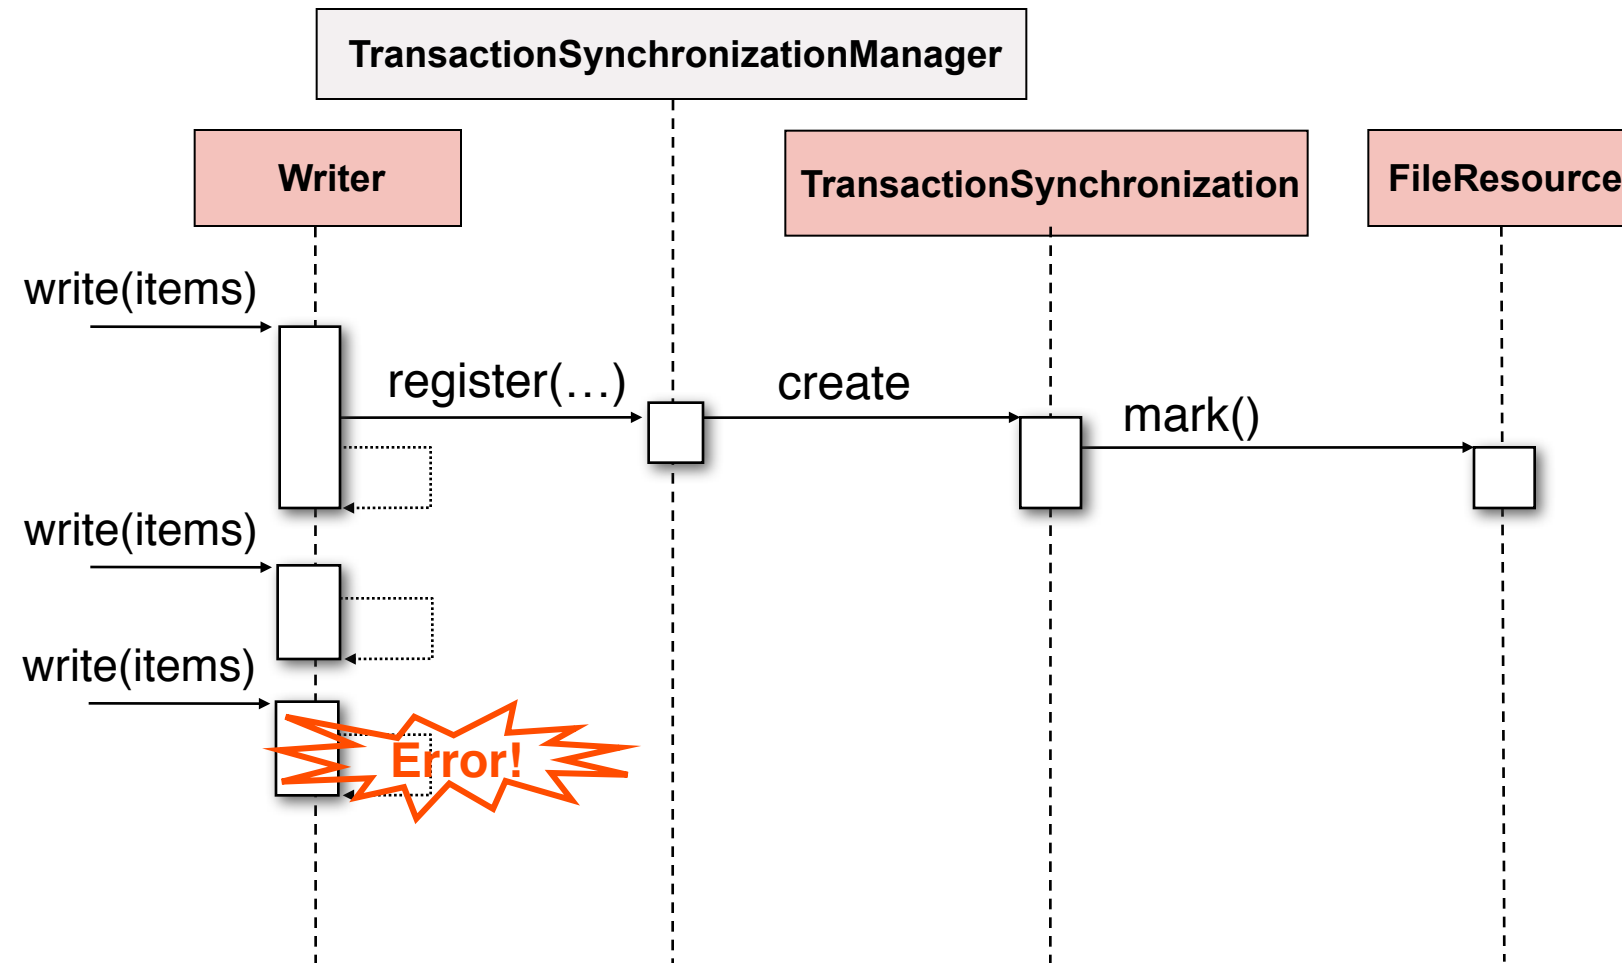 TransactionSynchronizationManager
Writer
TransactionSynchronization
FileResource
write(items)
register(…)
create
mark()
write(items)
write(items)
Error!